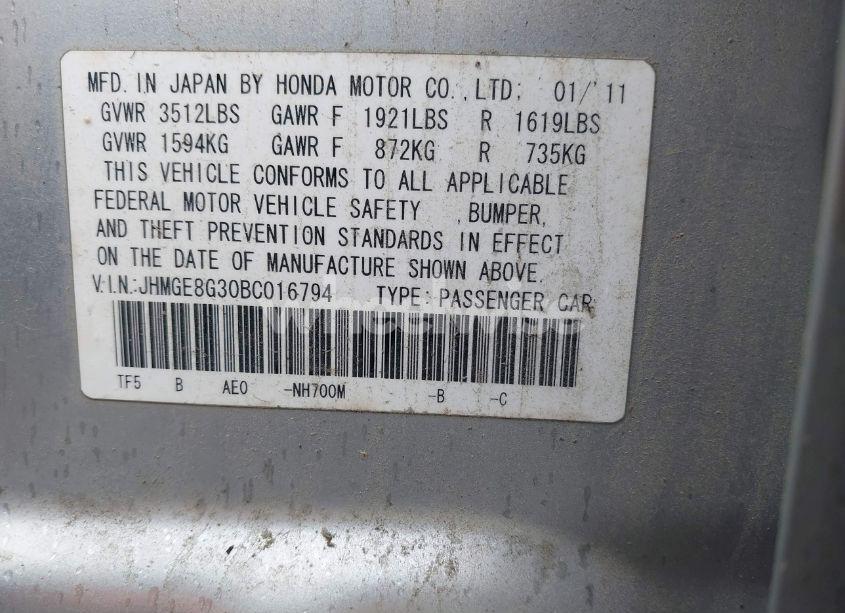 MFD. IN JAPAN BY HONDA MOTOR CO.,LTD. 01/'11
GVWR 3512LBS GAWR F 1921LBS R 1619LBS
GVWR 1594KG GAWR F 872KG R 735KG
THIS VEHICLE CONFORMS TO ALL APPLICABLE
FEDERAL MOTOR VEHICLE SAFETY ,BUMPER,
AND THEFT PREVENTION STANDARDS IN EFFECT
ON THE DATE OF MANUFACTURE SHOWN ABOVE.
V.I.N.:JHMGE8G30BC016794 TYPE: PASSENGER CAR
TF5 B AE0 -NH700M -B -C